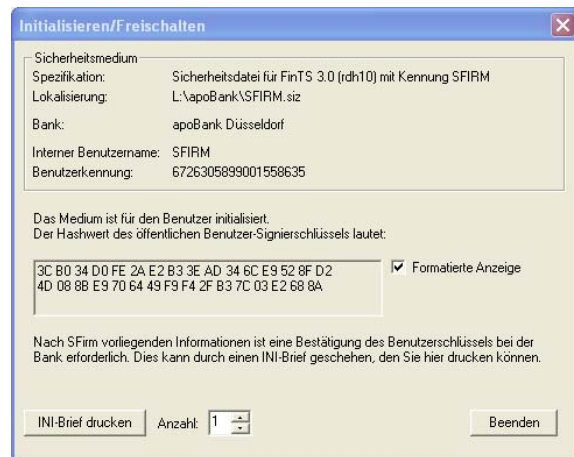 Initialisieren/Freischalten
Sicherheitsmedium
Spezifikation: Sicherheitsdatei für FinTS 3.0 (rdh10) mit Kennung SFIRM
Lokalisierung: L:\apoBank\SFIRM.siz
Bank: apoBank Düsseldorf
Interner Benutzername: SFIRM
Benutzerkennung: 6726305899001558635
Das Medium ist für den Benutzer initialisiert.
Der Hashwert des öffentlichen Benutzer-Signierschlüssels lautet:
3C B0 34 D0 FE 2A E2 B3 3E AD 34 6C E9 52 8F D2
4D 08 8B E9 70 64 49 F9 F4 2F B3 7C 03 E2 68 8A
Formatierte Anzeige
Nach SFirm vorliegenden Informationen ist eine Bestätigung des Benutzerschlüssels bei der
Bank erforderlich. Dies kann durch einen INI-Brief geschehen, den Sie hier drucken können.
INI-Brief drucken Anzahl: 1 Beenden